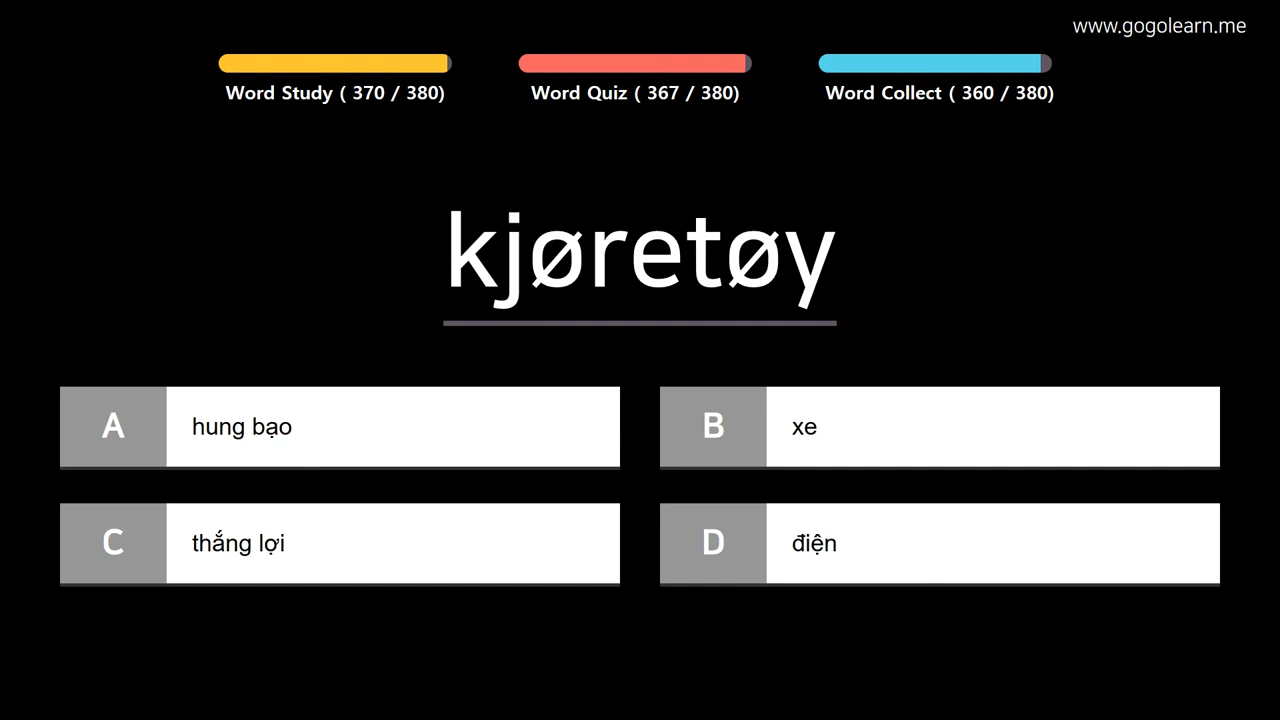 www.gogolearn.me
Word Study ( 370 / 380)
Word Quiz ( 367 / 380)
Word Collect ( 360 / 380)
kjøretøy
A hung bạo
B xe
C thắng lợi
D điện